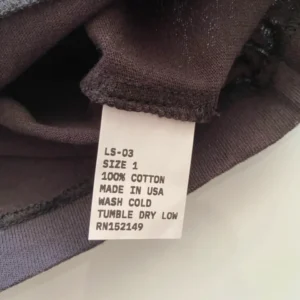 LS-03
SIZE 1
100% COTTON
MADE IN USA
WASH COLD
TUMBLE DRY LOW
RN152149